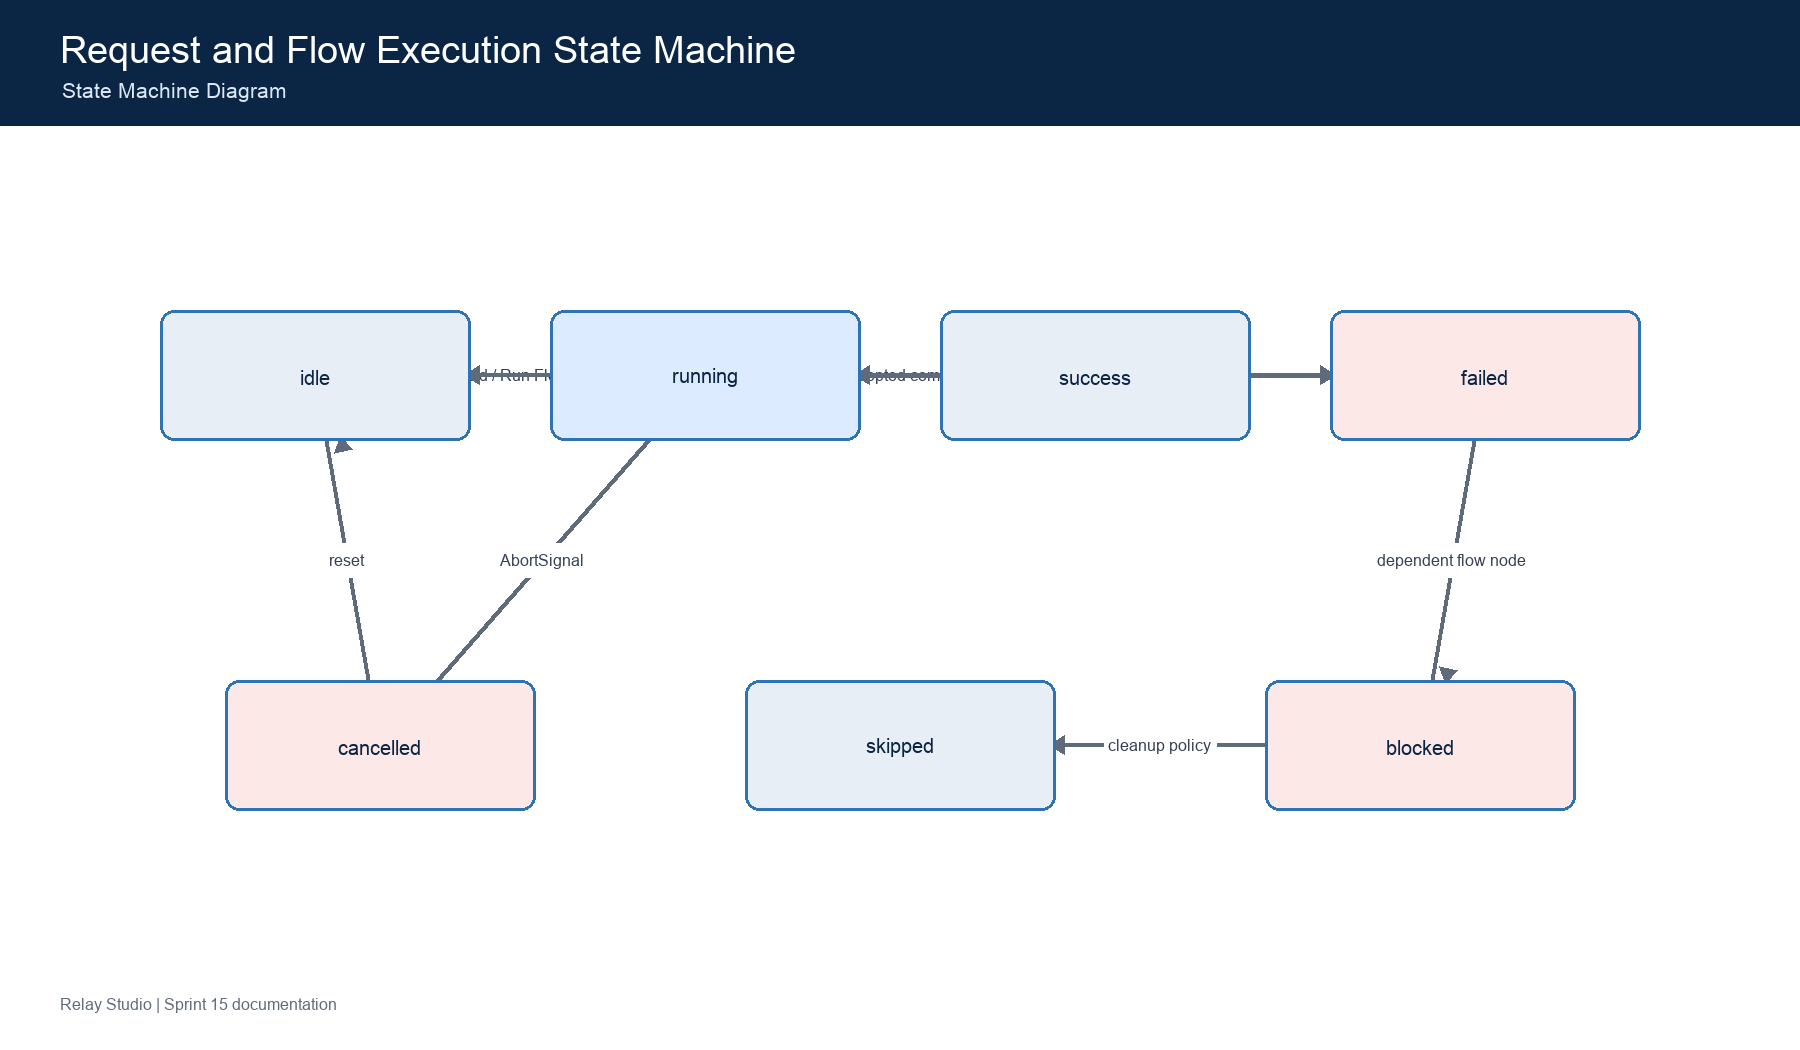 Request and Flow Execution State Machine
State Machine Diagram
idle
/ Run
running
success
failed
reset
AbortSignal
dependent flow node
cancelled
skipped
cleanup policy
blocked
Relay Studio | Sprint 15 documentation